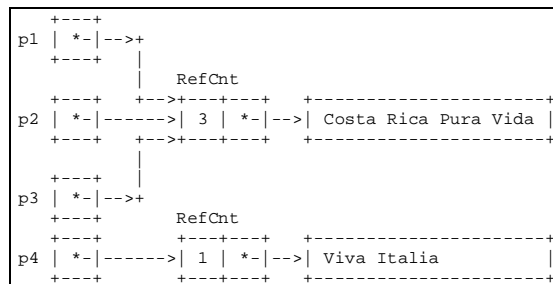 +---+
p1 | *-|-->+
   +---+   |
           |   RefCnt
   +---+   +-->+---+---+   +----------------------+
p2 | *-|------>| 3 | *-|-->| Costa Rica Pura Vida |
   +---+   +-->+---+---+   +----------------------+
           |
   +---+   |
p3 | *-|-->+
   +---+       RefCnt
   +---+       +---+---+   +----------------------+
p4 | *-|------>| 1 | *-|-->| Viva Italia          |
   +---+       +---+---+   +----------------------+